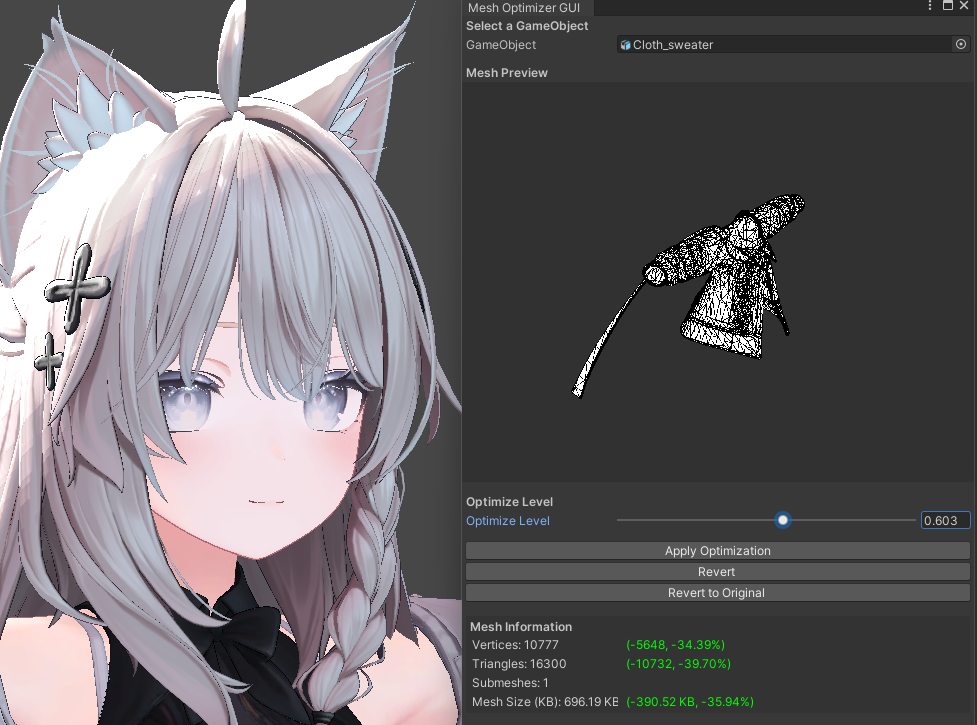 Mesh Optimizer GUI
Select a GameObject
GameObject Cloth_sweater
Mesh Preview
Optimize Level
Optimize Level 0.603
Apply Optimization
Revert
Revert to Original
Mesh Information
Vertices: 10777 (-5648, -34.39%)
Triangles: 16300 (-10732, -39.70%)
Submeshes: 1
Mesh Size (KB): 696.19 KB (-390.52 KB, -35.94%)